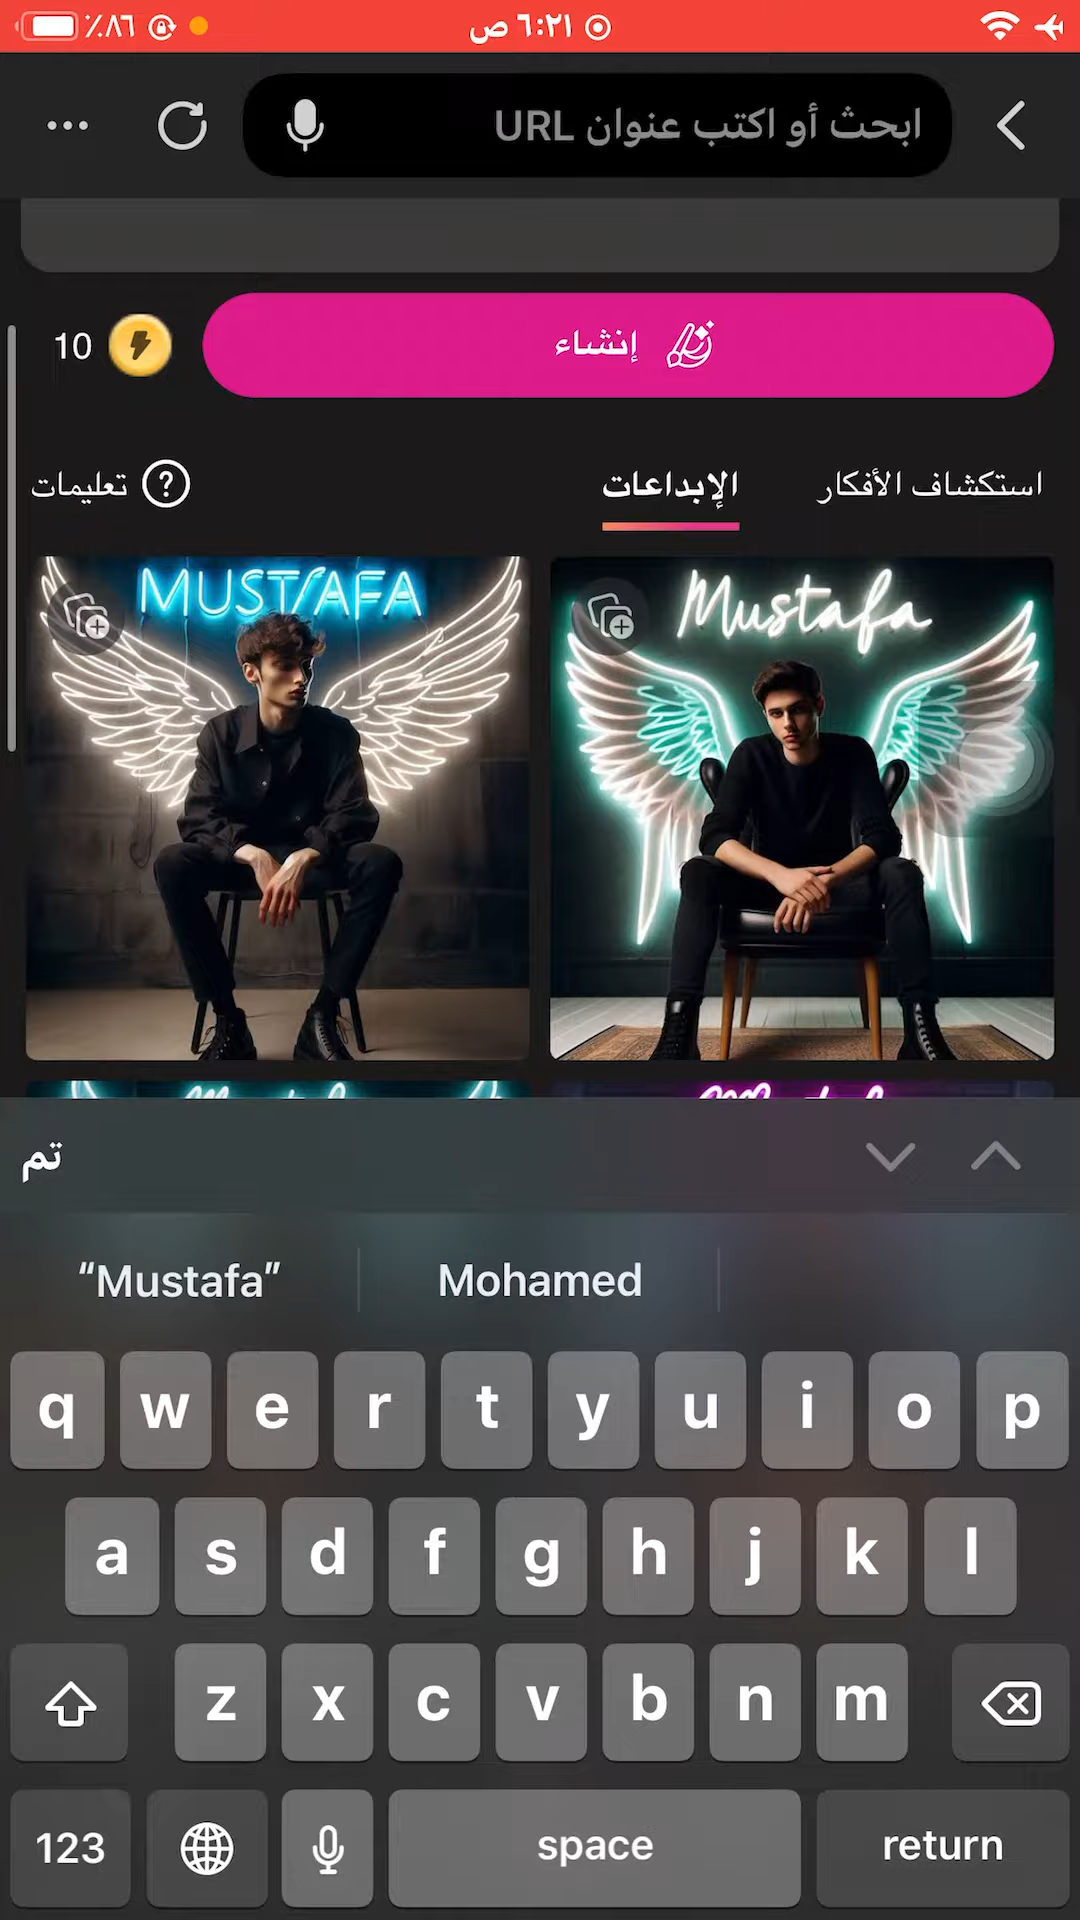 ٪٨٦
٦:٢١ ص
ابحث أو اكتب عنوان URL
10
إنشاء
استكشاف الأفكار
الإبداعات
تعليمات
MUSTAFA
Mustafa
تم
“Mustafa”
Mohamed
q w e r t y u i o p
a s d f g h j k l
z x c v b n m
123
space
return